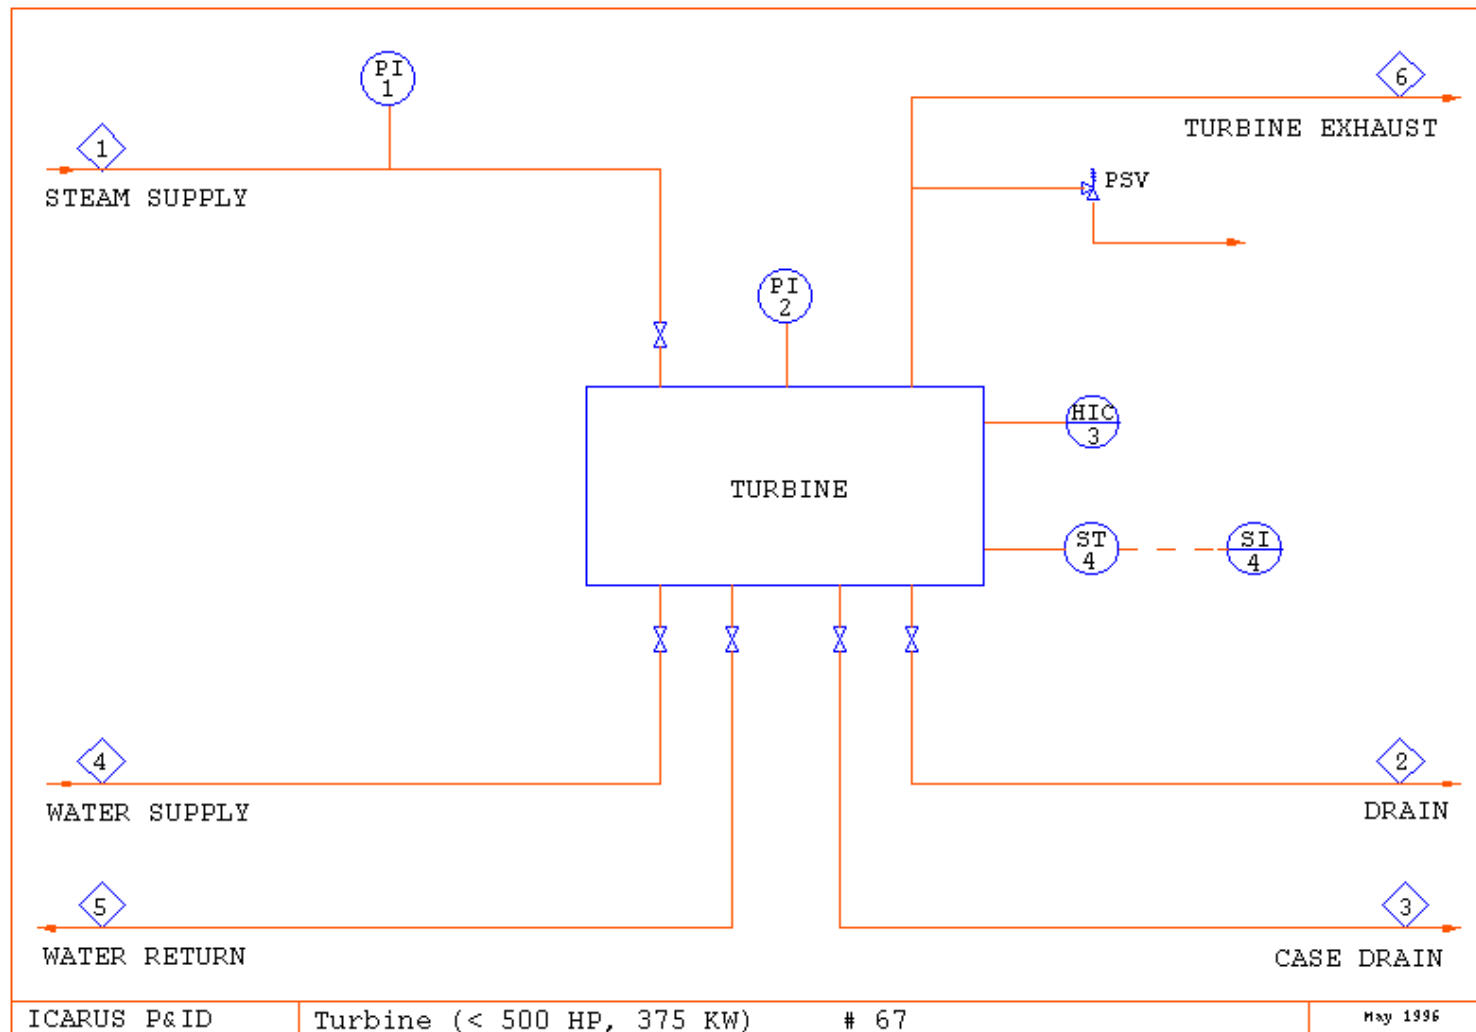 PI
1
6
TURBINE EXHAUST
1
STEAM SUPPLY
PSV
PI
2
HIC
3
TURBINE
ST
4
SI
4
4
WATER SUPPLY
2
DRAIN
5
WATER RETURN
3
CASE DRAIN
ICARUS P&ID
Turbine (< 500 HP, 375 KW) # 67
May 1996